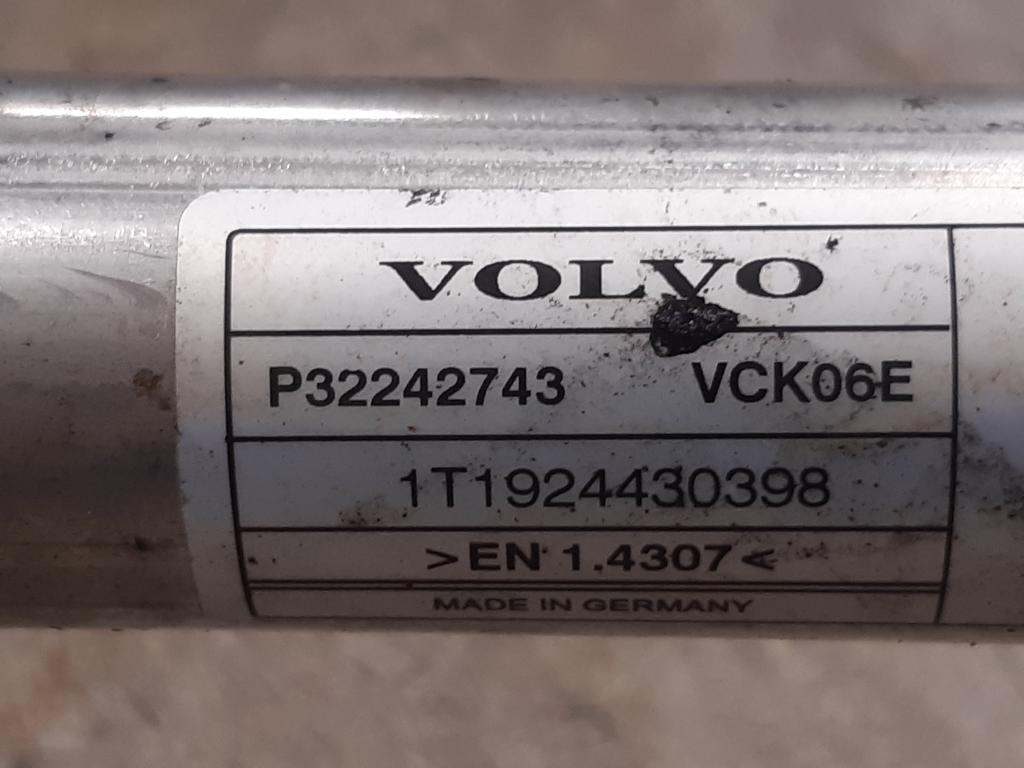 VOLVO
P32242743 VCK06E
1T1924430398
>EN 1.4307<
MADE IN GERMANY